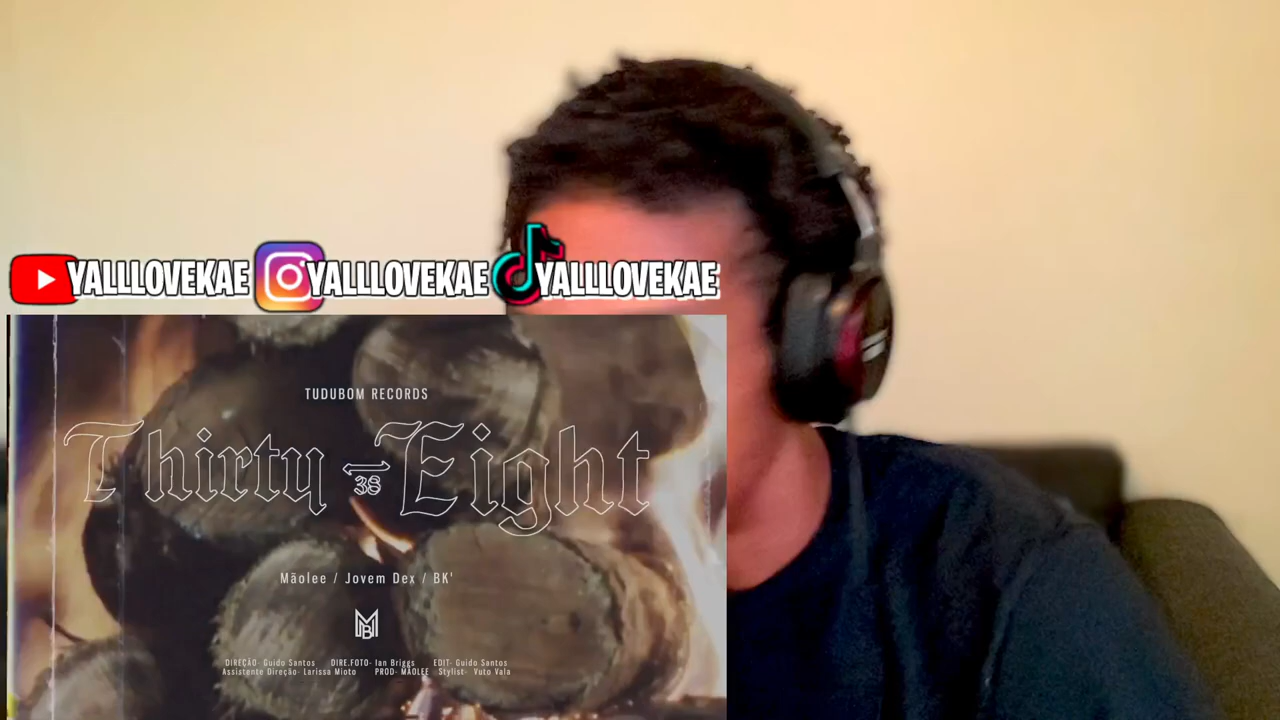 YALLLOVEKAE YALLLOVEKAE YALLLOVEKAE
TUDUBOM RECORDS
Thirty 38 Eight
Mãolee / Jovem Dex / BK'
MB
DIREÇÃO- Guido Santos DIRE.FOTO- Ian Briggs EDIT- Guido Santos
Assistente Direção- Larissa Mioto PROD- MÃOLEE Stylist- Vuto Vala